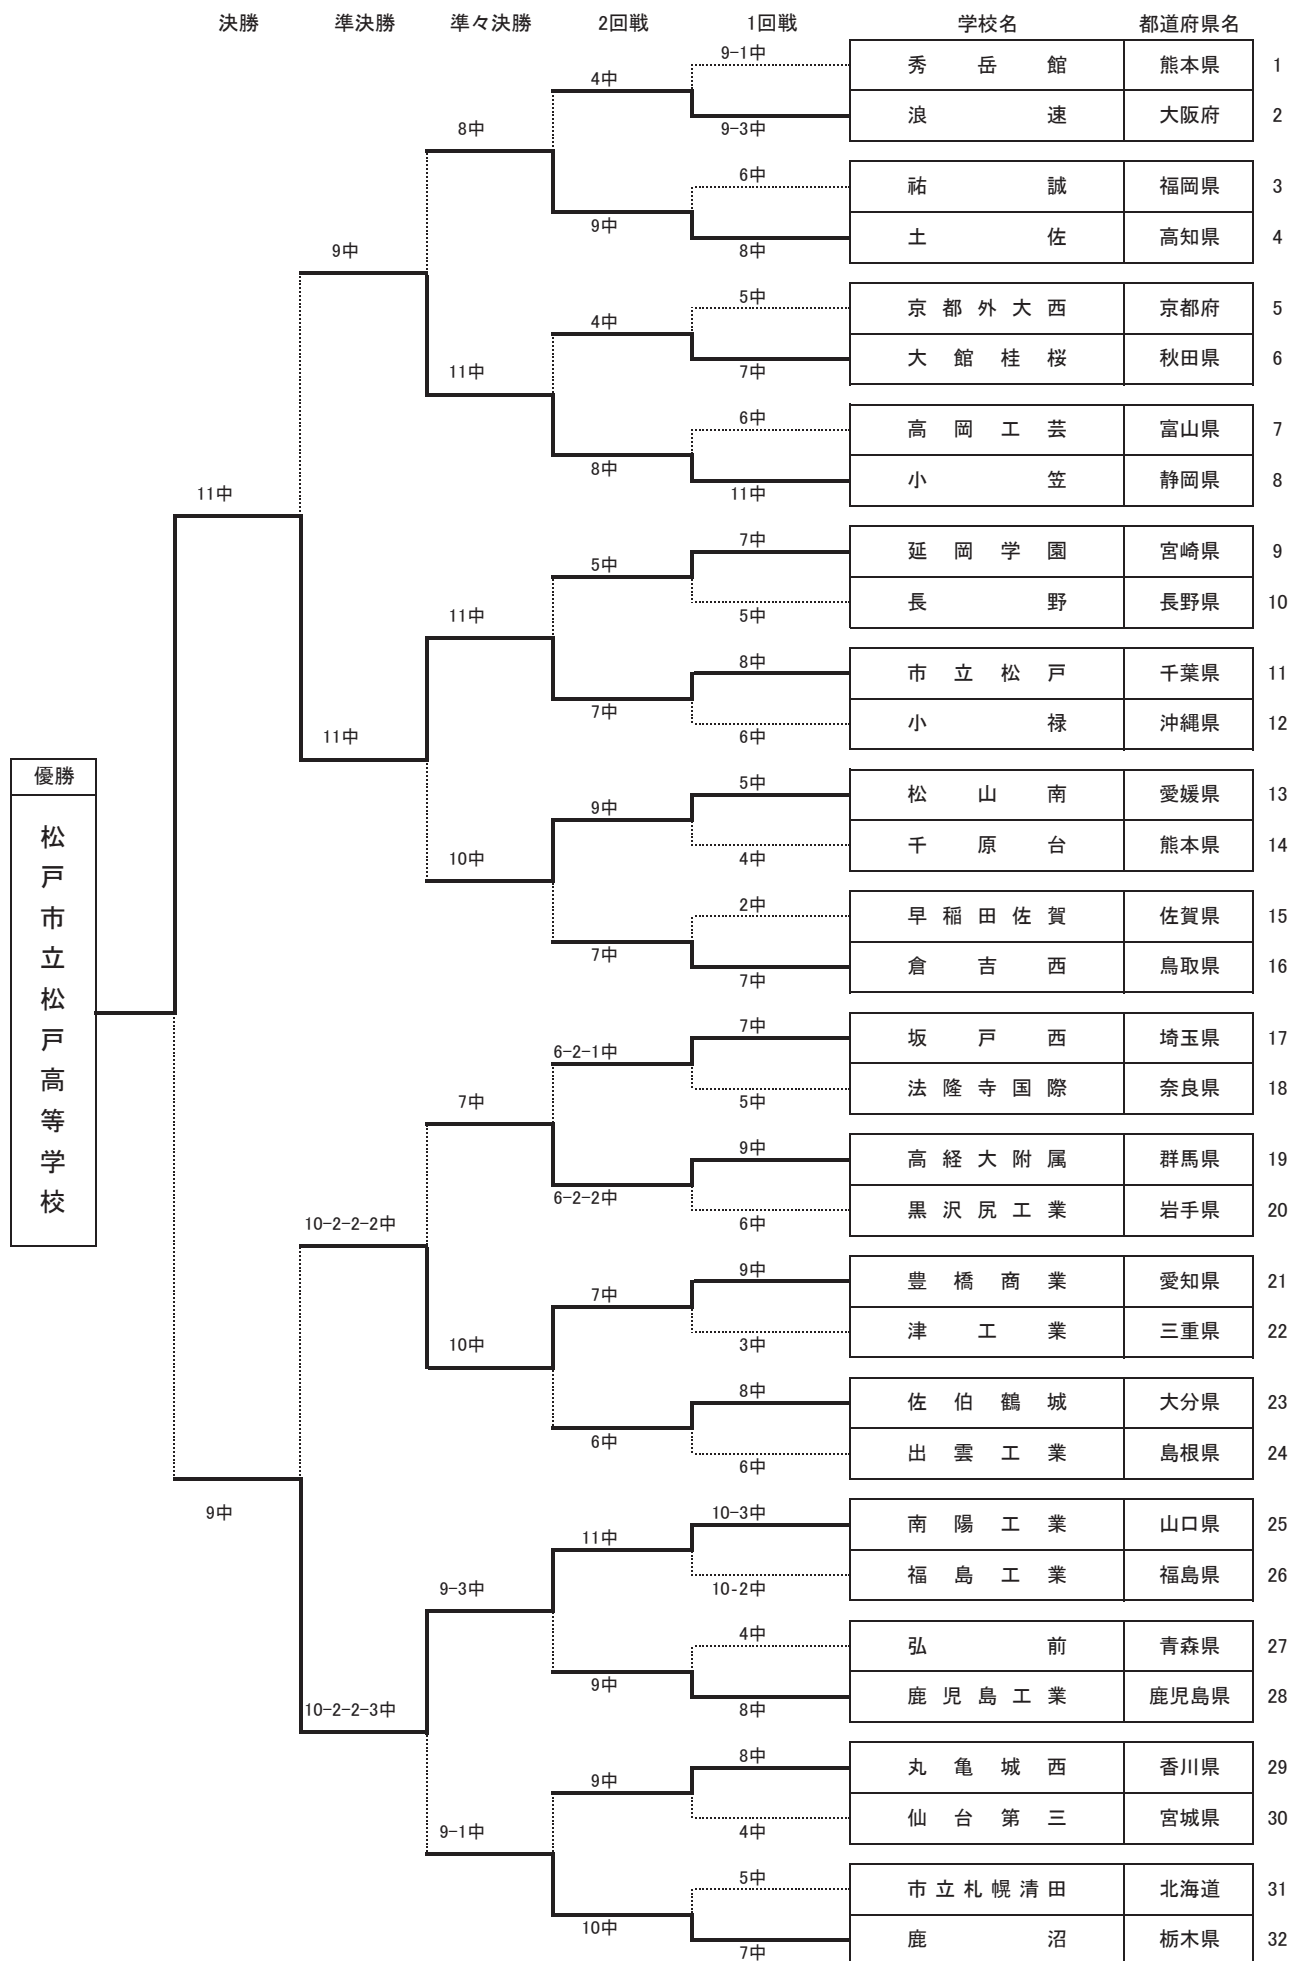 決勝 準決勝 準々決勝 2回戦 1回戦 学校名 都道府県名
9-1中
秀岳館 熊本県 1
4中
浪速 大阪府 2
9-3中
8中
6中
祐誠 福岡県 3
9中
土佐 高知県 4
8中
9中
5中
京都外大西 京都府 5
4中
大館桂桜 秋田県 6
7中
11中
6中
高岡工芸 富山県 7
8中
小笠 静岡県 8
11中
11中
7中
延岡学園 宮崎県 9
5中
長野 長野県 10
5中
11中
8中
市立松戸 千葉県 11
7中
小禄 沖縄県 12
6中
11中
5中
松山南 愛媛県 13
9中
千原台 熊本県 14
4中
10中
2中
早稲田佐賀 佐賀県 15
7中
倉吉西 鳥取県 16
7中
優勝
松戸市立松戸高等学校
7中
坂戸西 埼玉県 17
6-2-1中
法隆寺国際 奈良県 18
5中
7中
9中
高経大附属 群馬県 19
6-2-2中
黒沢尻工業 岩手県 20
6中
10-2-2-2中
9中
豊橋商業 愛知県 21
7中
津工業 三重県 22
3中
10中
8中
佐伯鶴城 大分県 23
6中
出雲工業 島根県 24
6中
9中
10-3中
南陽工業 山口県 25
11中
福島工業 福島県 26
10-2中
9-3中
4中
弘前 青森県 27
9中
鹿児島工業 鹿児島県 28
8中
10-2-2-3中
8中
丸亀城西 香川県 29
9中
仙台第三 宮城県 30
4中
9-1中
5中
市立札幌清田 北海道 31
10中
鹿沼 栃木県 32
7中